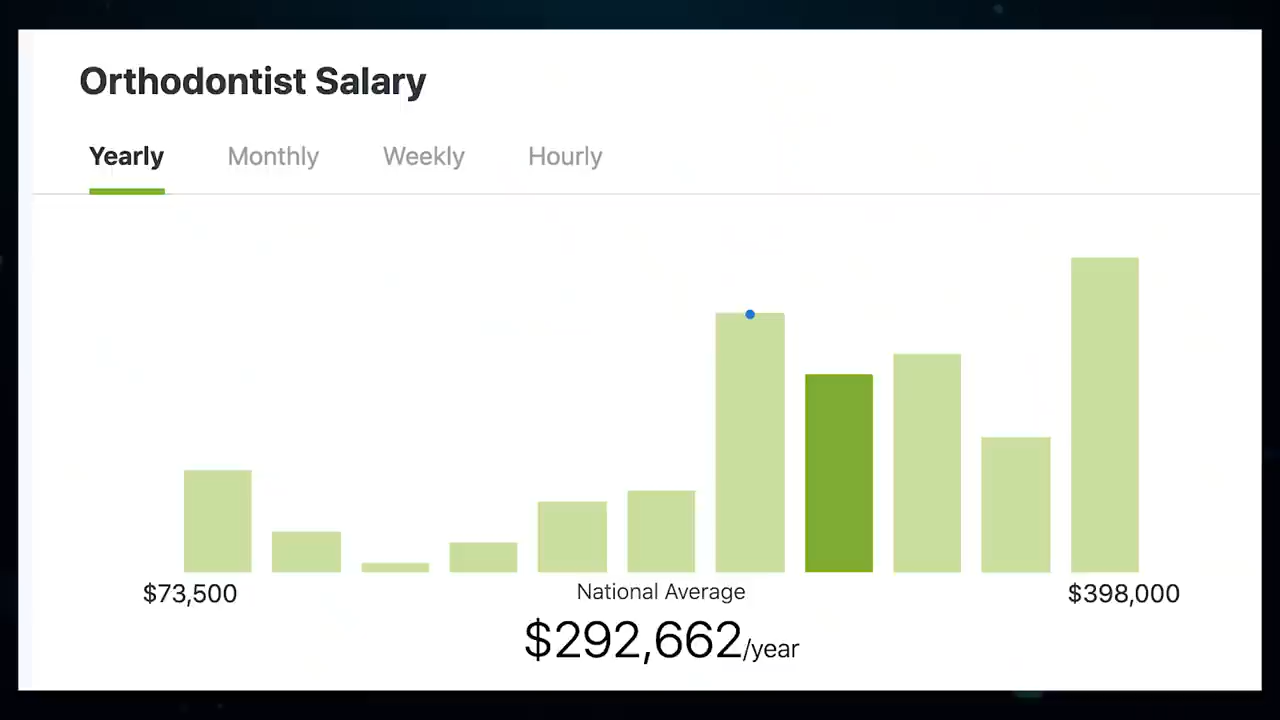 Orthodontist Salary
Yearly Monthly Weekly Hourly
$73,500 National Average $398,000
$292,662/year